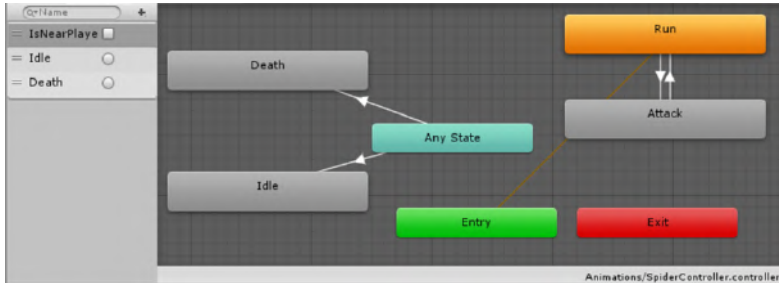 Name
+
IsNearPlaye
Idle
Death
Death
Any State
Idle
Entry
Run
Attack
Exit
Animations/SpiderController.controller